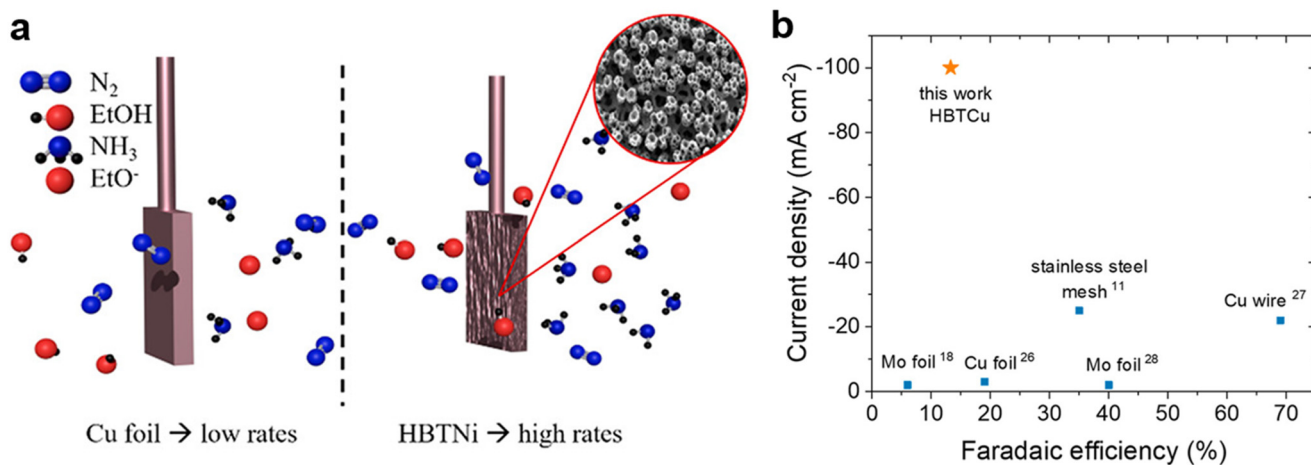 a
N2
EtOH
NH3
EtO-
Cu foil → low rates
HBTNi → high rates
b
Current density (mA cm-2)
-100
-80
-60
-40
-20
0
this work
HBTCu
stainless steel
mesh 11
Cu wire 27
Mo foil 18
Cu foil 26
Mo foil 28
0 10 20 30 40 50 60 70
Faradaic efficiency (%)